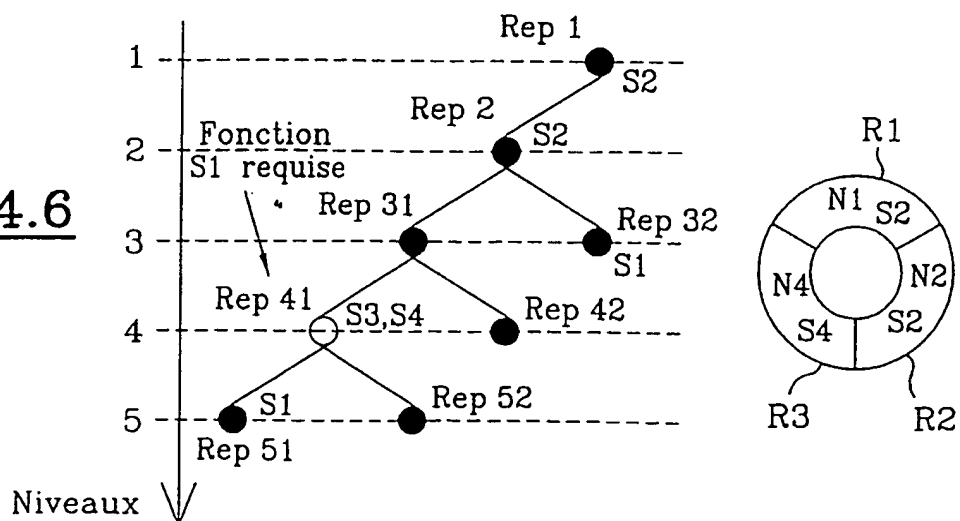 4.6
Niveaux
1
2
3
4
5
Rep 1
S2
Rep 2
S2
Fonction
S1 requise
Rep 31
Rep 32
S1
Rep 41
S3,S4
Rep 42
S1
Rep 51
Rep 52
R1
N1
S2
N4
S4
N2
S2
R3
R2